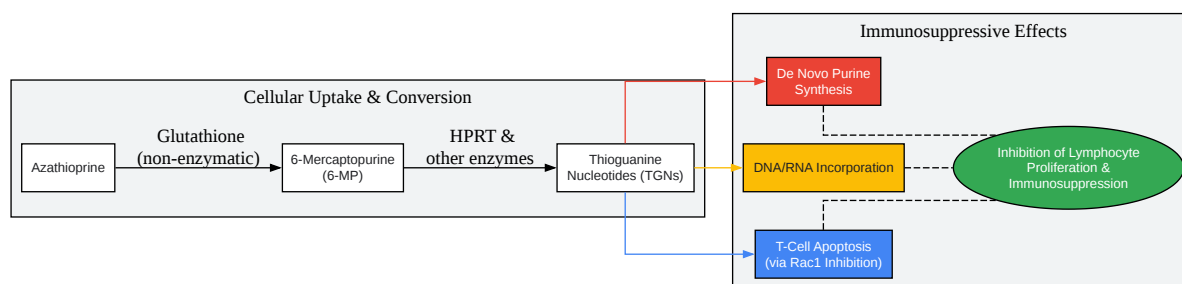 Cellular Uptake & Conversion
Azathioprine
Glutathione
(non-enzymatic)
6-Mercaptopurine
(6-MP)
HPRT &
other enzymes
Thioguanine
Nucleotides (TGNs)
Immunosuppressive Effects
De Novo Purine
Synthesis
DNA/RNA Incorporation
T-Cell Apoptosis
(via Rac1 Inhibition)
Inhibition of Lymphocyte
Proliferation &
Immunosuppression